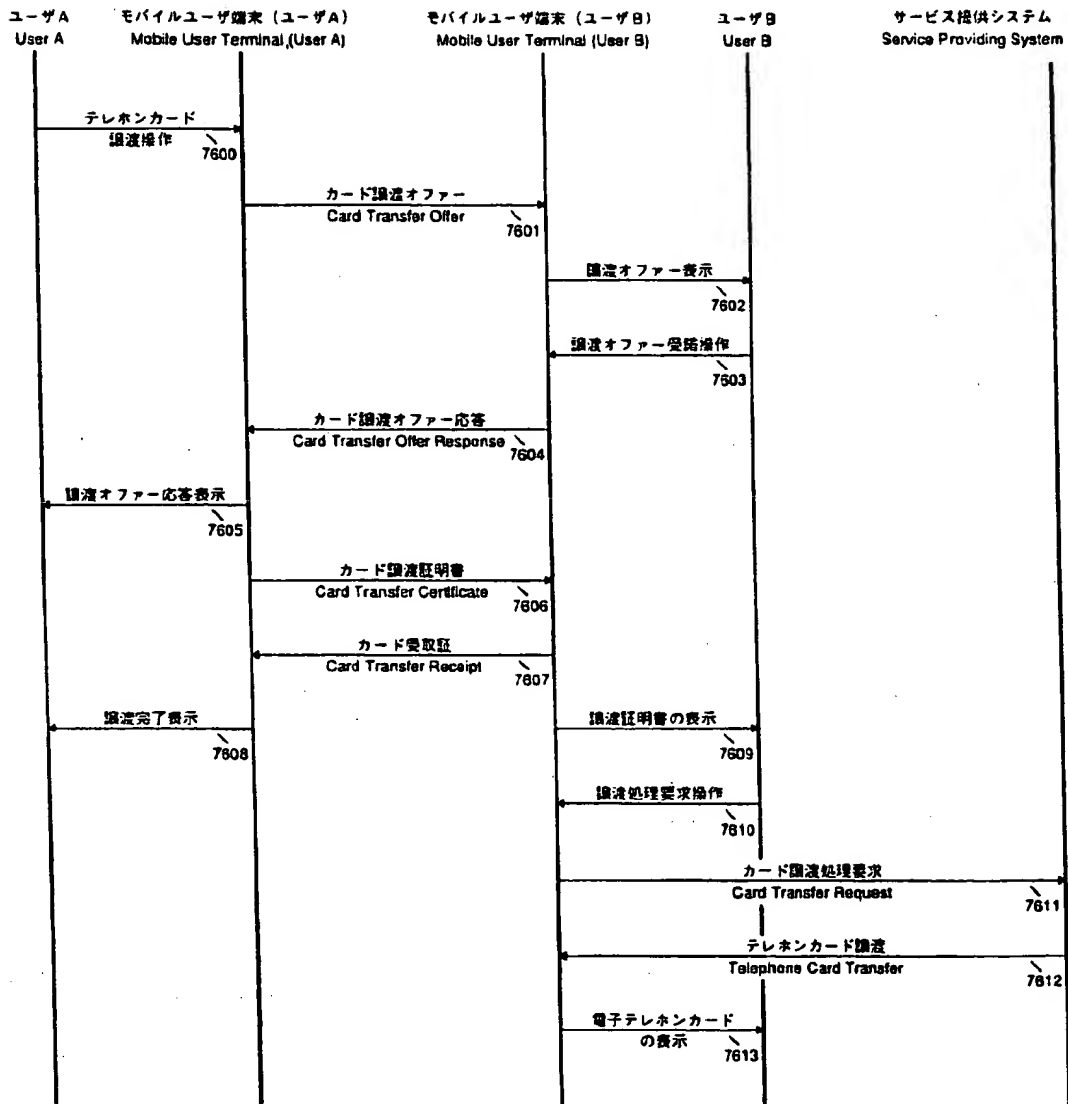 ユーザA
User A
モバイルユーザ端末（ユーザA）
Mobile User Terminal,(User A)
モバイルユーザ端末（ユーザB）
Mobile User Terminal (User B)
ユーザB
User B
サービス提供システム
Service Providing System
テレホンカード
譲渡操作
7600
カード譲渡オファー
Card Transfer Offer
7601
譲渡オファー表示
7602
譲渡オファー受諾操作
7603
カード譲渡オファー応答
Card Transfer Offer Response
7604
譲渡オファー応答表示
7605
カード譲渡証明書
Card Transfer Certificate
7606
カード受取証
Card Transfer Receipt
7607
譲渡完了表示
7608
譲渡証明書の表示
7609
譲渡処理要求操作
7610
カード譲渡処理要求
Card Transfer Request
7611
テレホンカード譲渡
Telephone Card Transfer
7612
電子テレホンカード
の表示
7613